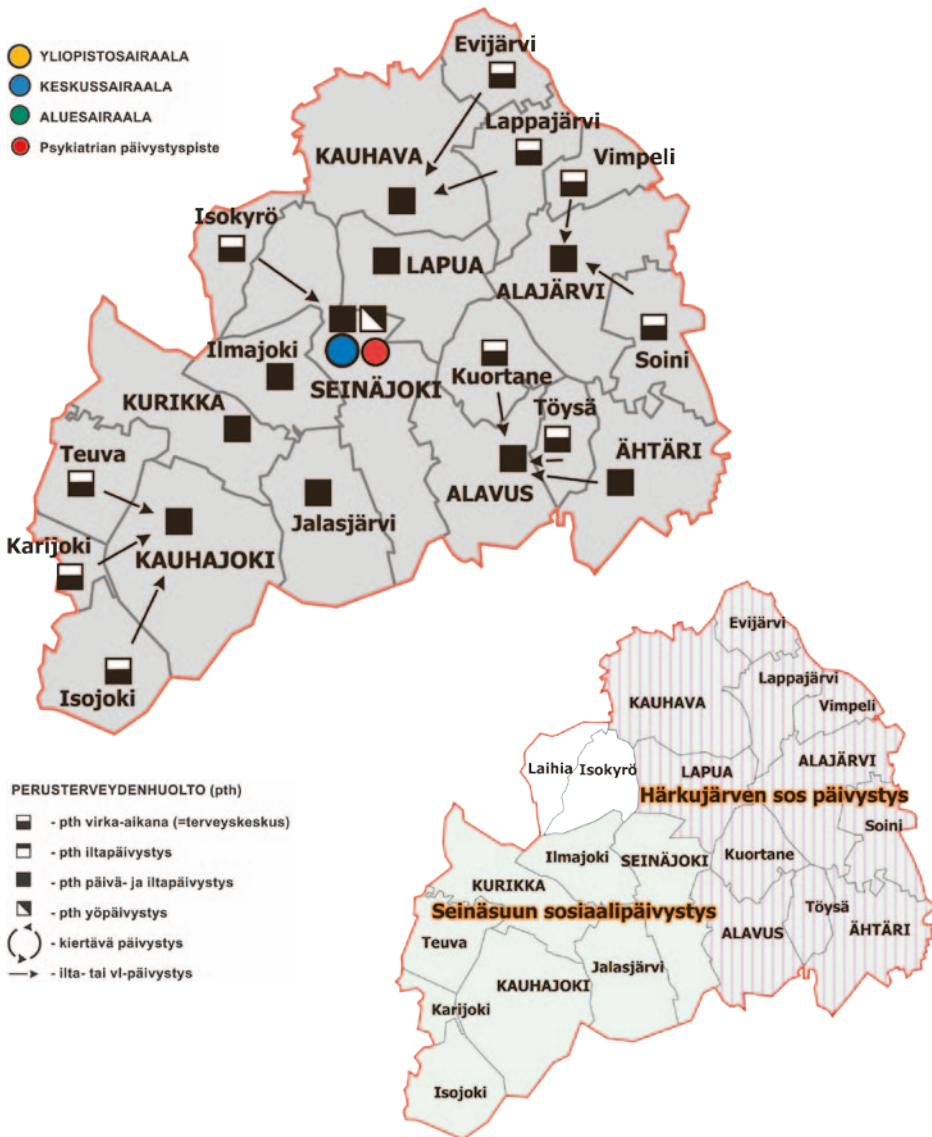 YLIOPISTOSAIRAALA
KESKUSSAIRAALA
ALUESAIRAALA
Psykiatrian päivystyspiste
Evijärvi
Lappajärvi
KAUHAVA
Vimpeli
Isokyrö
LAPUA
ALAJÄRVI
Ilmajoki
SEINÄJOKI
Kuortane
Soini
KURIKKA
Töysä
Teuva
ÄHTÄRI
ALAVUS
Jalasjärvi
Karijoki
KAUHAJOKI
Isojoki
PERUSTERVEYDENHUOLTO (pth)
- pth virka-aikana (=terveyskeskus)
- pth iltapäivystys
- pth päivä- ja iltapäivystys
- pth yöpäivystys
- kiertävä päivystys
- ilta- tai vl-päivystys
Evijärvi
Lappajärvi
KAUHAVA
Vimpeli
ALAJÄRVI
Laihia
Isokyrö
LAPUA
Härkujärven sos päivystys
Soini
Ilmajoki
SEINÄJOKI
Kuortane
KURIKKA
Töysä
Seinäsuun sosiaalipäivystys
ALAVUS
ÄHTÄRI
Teuva
Jalasjärvi
KAUHAJOKI
Karijoki
Isojoki